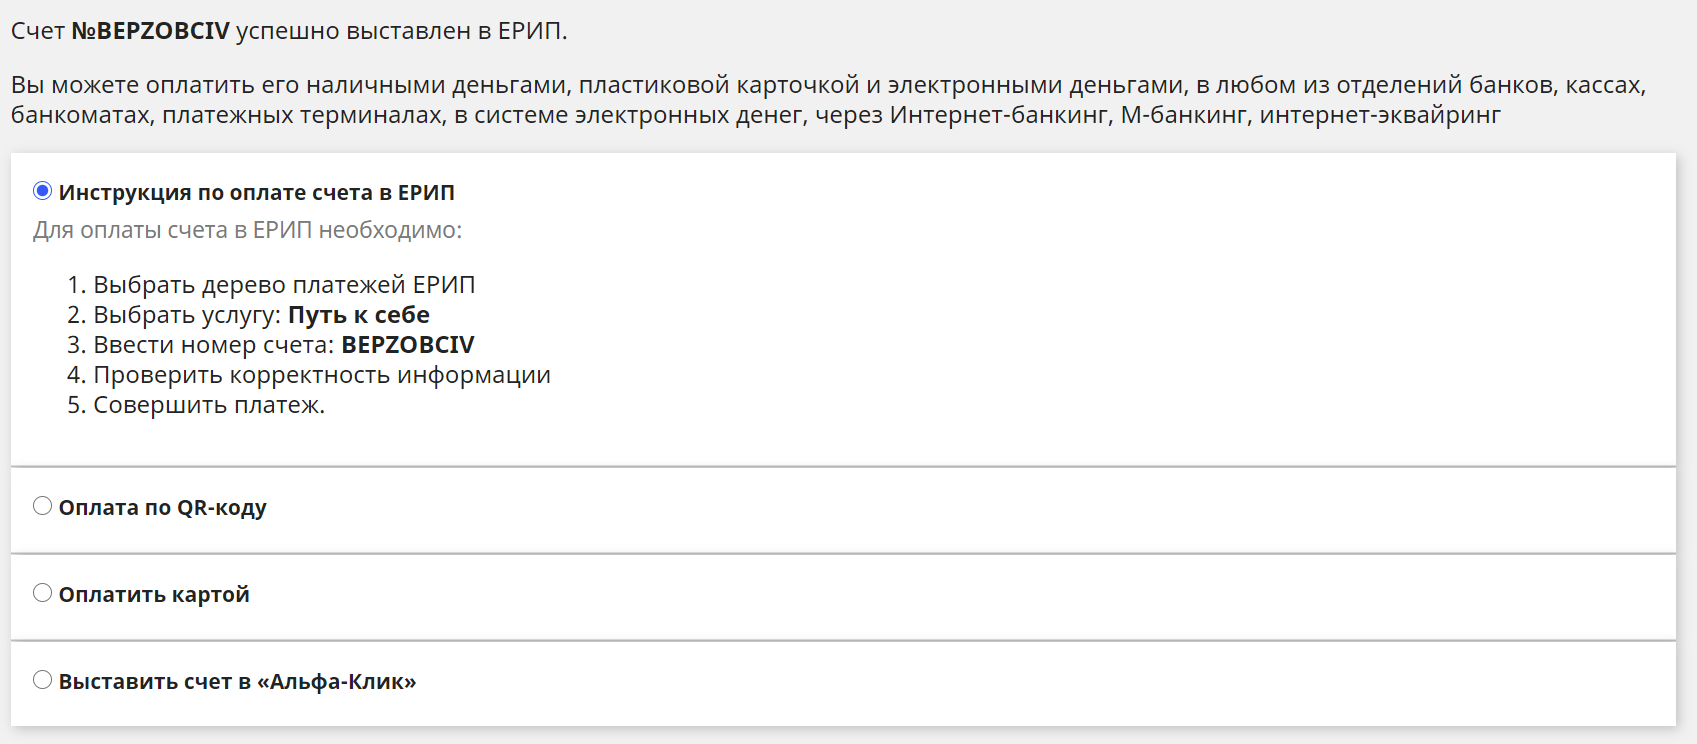 Счет №BEPZOBCIV успешно выставлен в ЕРИП.
Вы можете оплатить его наличными деньгами, пластиковой карточкой и электронными деньгами, в любом из отделений банков, кассах,
банкоматах, платежных терминалах, в системе электронных денег, через Интернет-банкинг, М-банкинг, интернет-эквайринг
Инструкция по оплате счета в ЕРИП
Для оплаты счета в ЕРИП необходимо:
1. Выбрать дерево платежей ЕРИП
2. Выбрать услугу: Путь к себе
3. Ввести номер счета: BEPZOBCIV
4. Проверить корректность информации
5. Совершить платеж.
Оплата по QR-коду
Оплатить картой
Выставить счет в «Альфа-Клик»